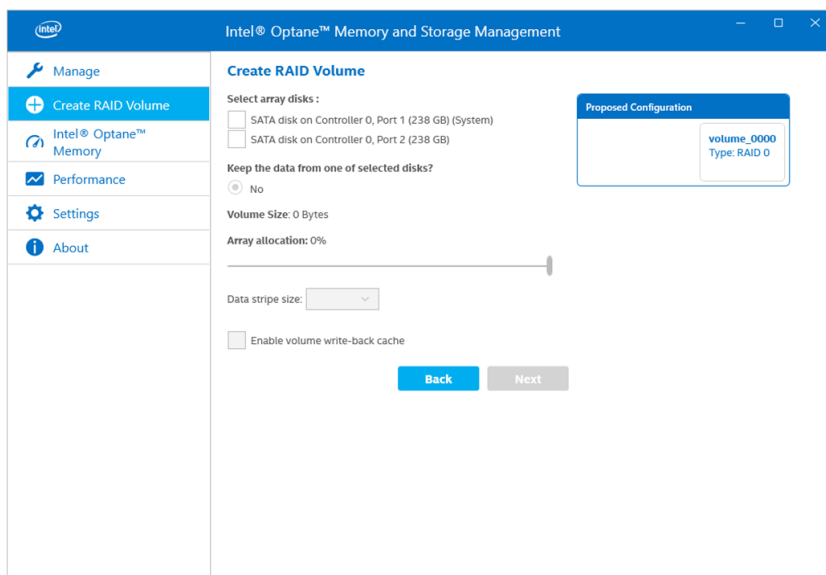 intel
Intel® Optane™ Memory and Storage Management
Manage
Create RAID Volume
Intel® Optane™
Memory
Performance
Settings
About
Create RAID Volume
Select array disks :
SATA disk on Controller 0, Port 1 (238 GB) (System)
SATA disk on Controller 0, Port 2 (238 GB)
Keep the data from one of selected disks?
No
Volume Size: 0 Bytes
Array allocation: 0%
Data stripe size:
Enable volume write-back cache
Back
Next
Proposed Configuration
volume_0000
Type: RAID 0